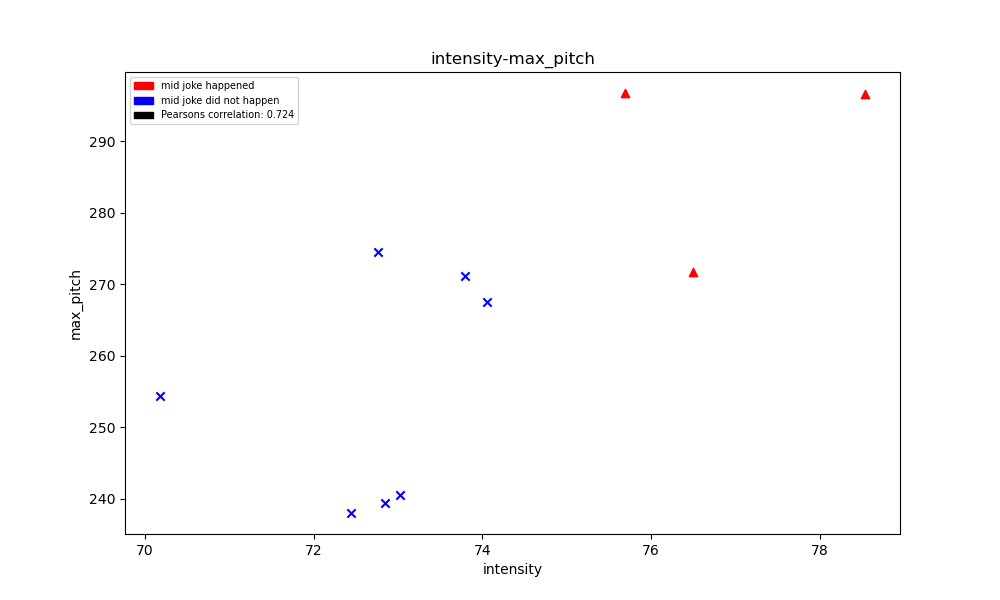 intensity-max_pitch
mid joke happened
mid joke did not happen
Pearsons correlation: 0.724
290
280
270
260
250
240
max_pitch
70 72 74 76 78
intensity